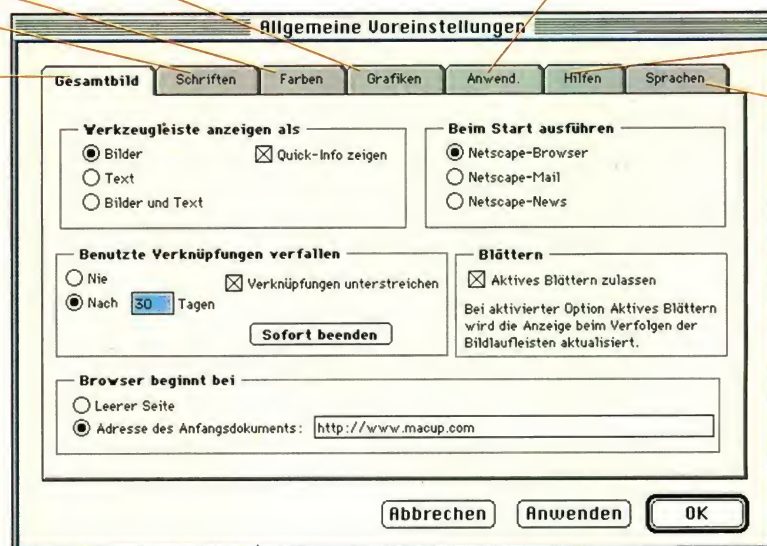 Allgemeine Voreinstellungen
Gesamtbild Schriften Farben Grafiken Anwend. Hilfen Sprachen
Werkzeugleiste anzeigen als
Bilder Quick-Info zeigen
Text
Bilder und Text
Beim Start ausführen
Netscape-Browser
Netscape-Mail
Netscape-News
Benutzte Verknüpfungen verfallen
Nie
Verknüpfungen unterstreichen
Nach 30 Tagen
Sofort beenden
Blättern
Aktives Blättern zulassen
Bei aktivierter Option Aktives Blättern
wird die Anzeige beim Verfolgen der
Bildlaufleisten aktualisiert.
Browser beginnt bei
Leerer Seite
Adresse des Anfangsdokuments: http://www.macup.com
Abbrechen Anwenden OK